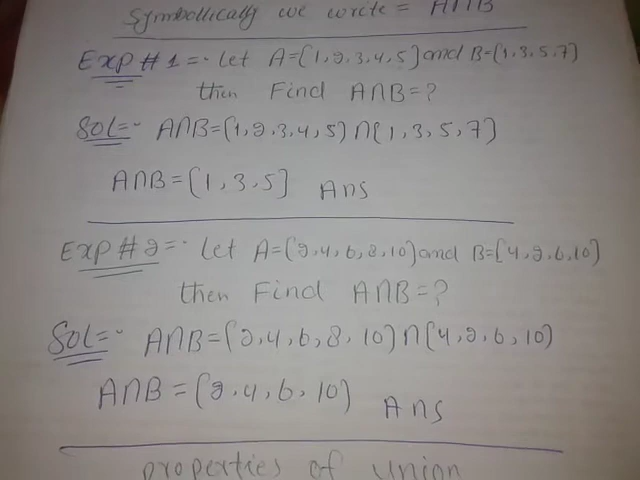 Symbollically we write = A∩B
Exp # 1 =. Let A=(1,2.3,4,5) and B=(1,3,5,7)
then Find A∩B=?
Sol=~ A∩B=(1,2.3,4,5)∩(1,3,5,7)
A∩B=(1,3,5] Ans
Exp # 2 =. Let A=(2,4,6,8,10) and B=[4,2,6,10)
then Find A∩B=?
Sol=~ A∩B=(2,4,6,8,10)∩(4,2,6,10)
A∩B=(2.4,6,10) Ans
properties of union